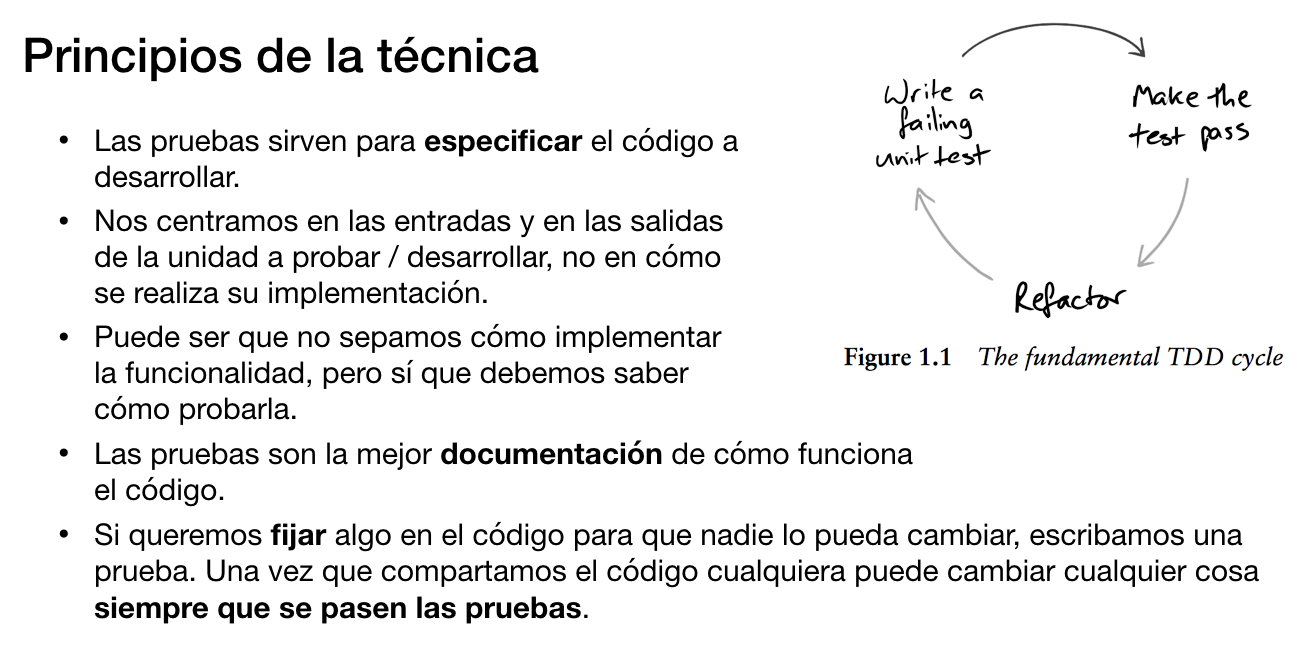 Principios de la técnica
• Las pruebas sirven para especificar el código a
desarrollar.
• Nos centramos en las entradas y en las salidas
de la unidad a probar / desarrollar, no en cómo
se realiza su implementación.
• Puede ser que no sepamos cómo implementar
la funcionalidad, pero sí que debemos saber
cómo probarla.
• Las pruebas son la mejor documentación de cómo funciona
el código.
• Si queremos fijar algo en el código para que nadie lo pueda cambiar, escribamos una
prueba. Una vez que compartamos el código cualquiera puede cambiar cualquier cosa
siempre que se pasen las pruebas.
Write a
failing
unit test
Make the
test pass
Refactor
Figure 1.1 The fundamental TDD cycle